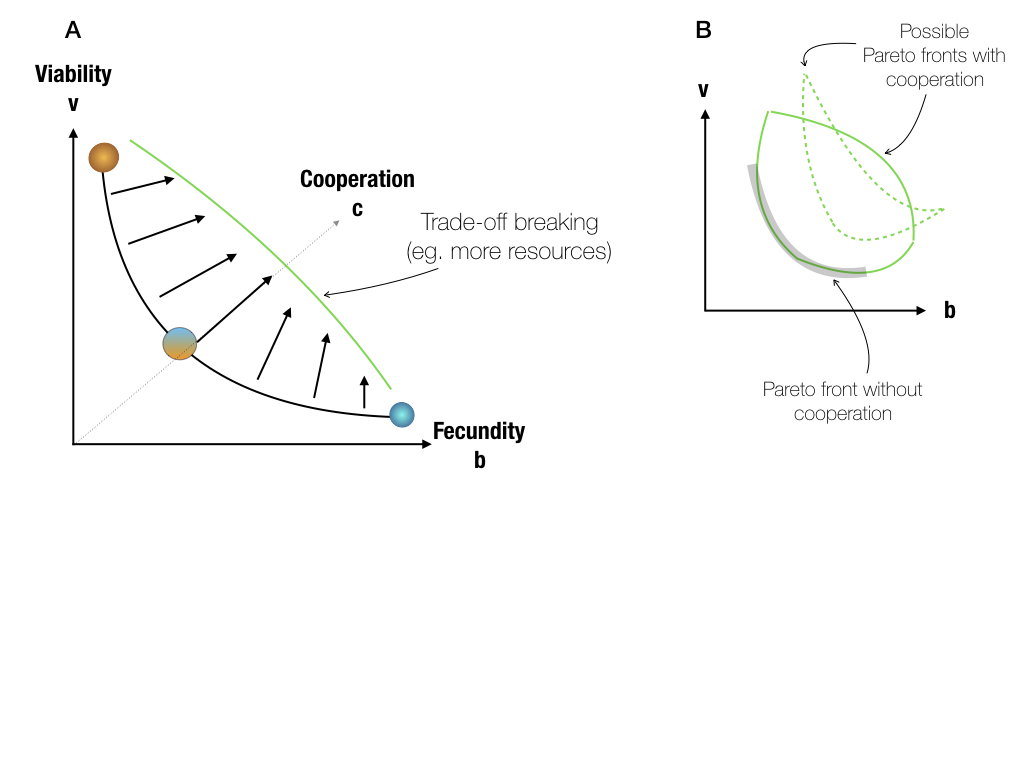 A
Viability
v
Cooperation
c
Trade-off breaking
(eg. more resources)
Fecundity
b
B
Possible
Pareto fronts with
cooperation
v
b
Pareto front without
cooperation